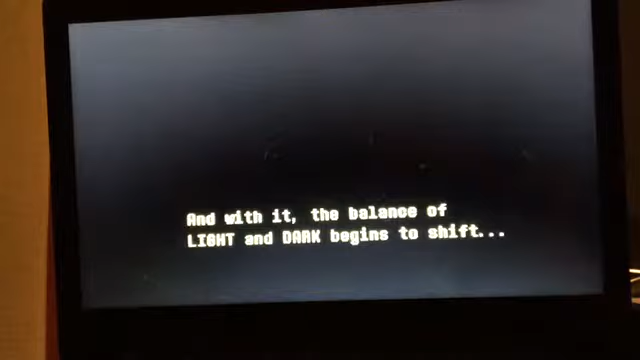 And with it, the balance of
LIGHT and DARK begins to shift...